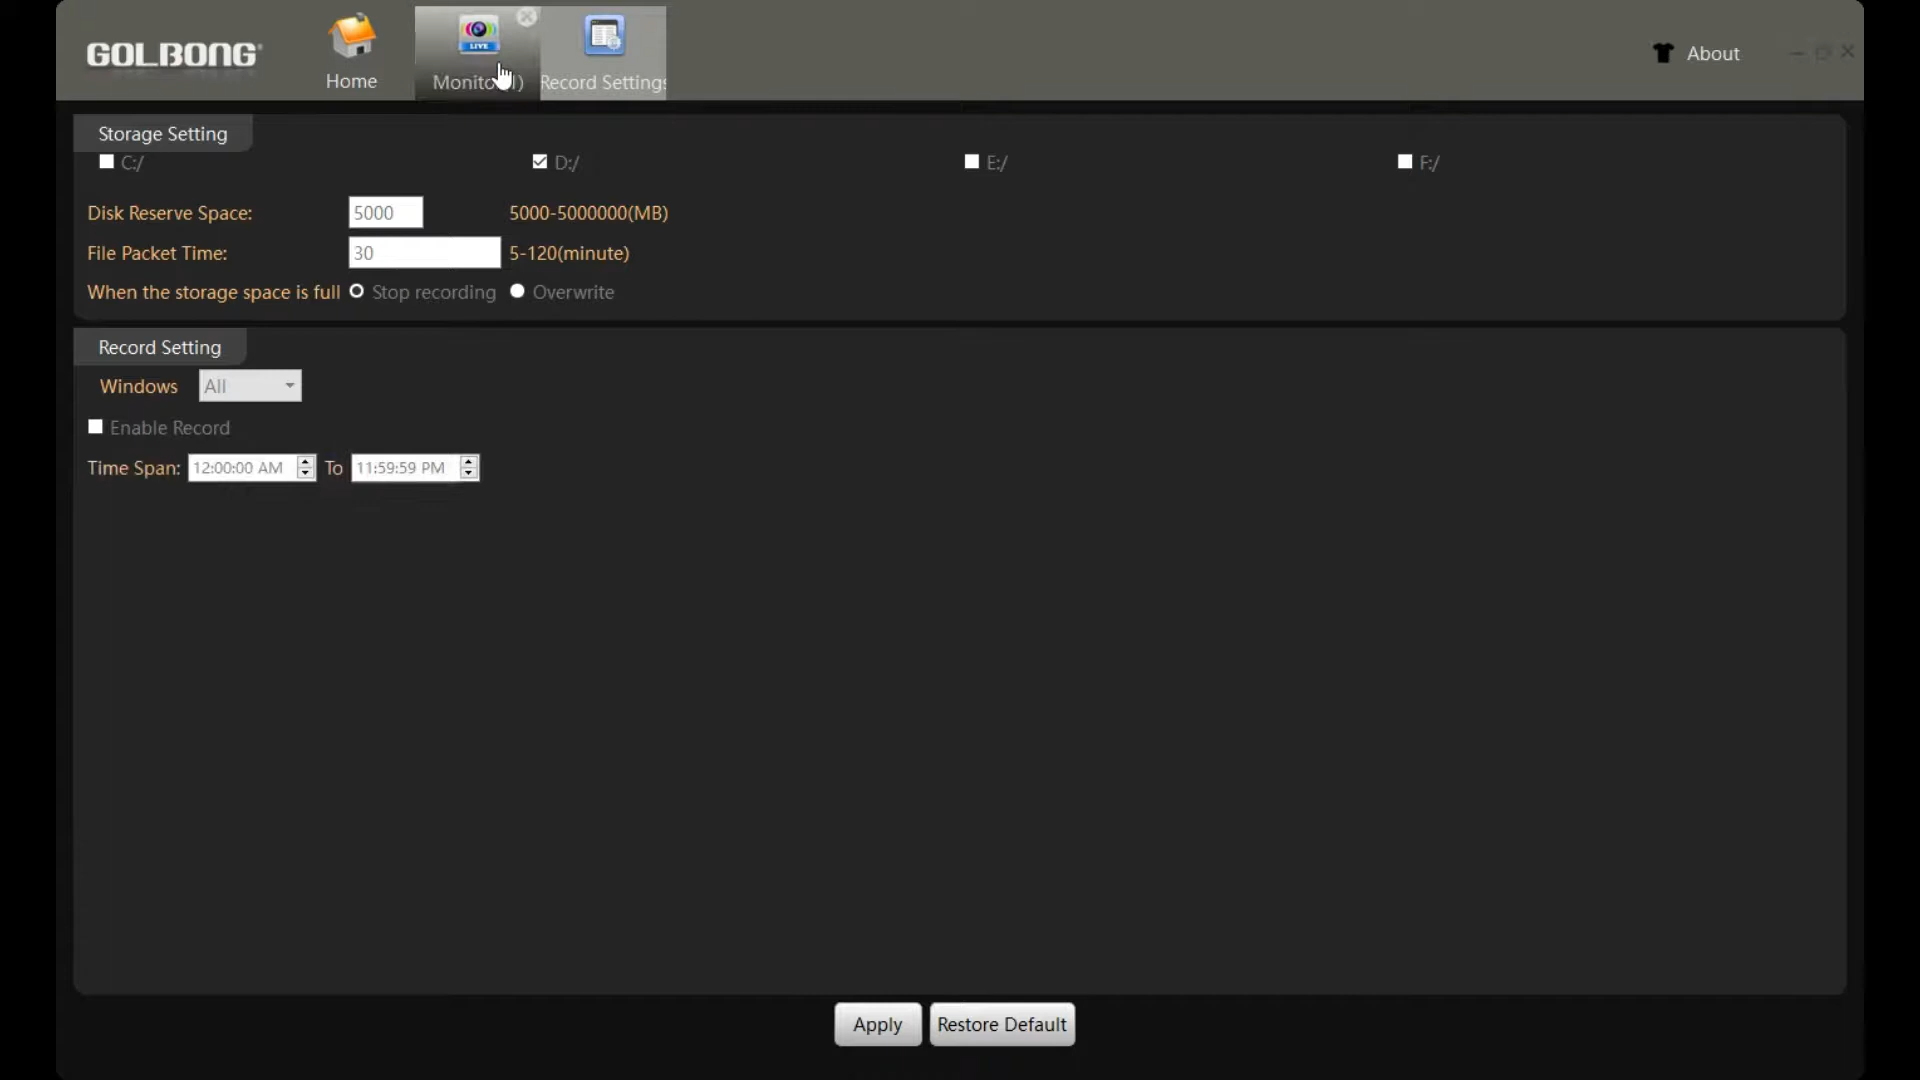 GOLBONG
Home
Record Settings
About
LIVE
Storage Setting
C:/
D:/
E:/
F:/
Disk Reserve Space:
5000
5000-5000000(MB)
File Packet Time:
30
5-120(minute)
When the storage space is full
Stop recording
Overwrite
Record Setting
Windows
All
Enable Record
Time Span:
12:00:00 AM
To
11:59:59 PM
Apply
Restore Default